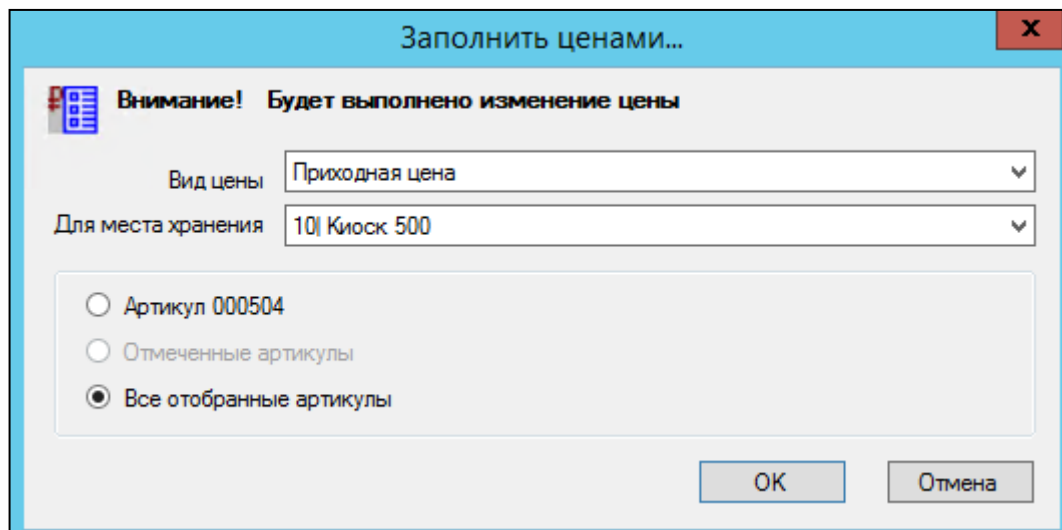 Заполнить ценами...
x
Внимание! Будет выполнено изменение цены
Вид цены Приходная цена
Для места хранения 10| Киоск 500
Артикул 000504
Отмеченные артикулы
Все отобранные артикулы
OK Отмена